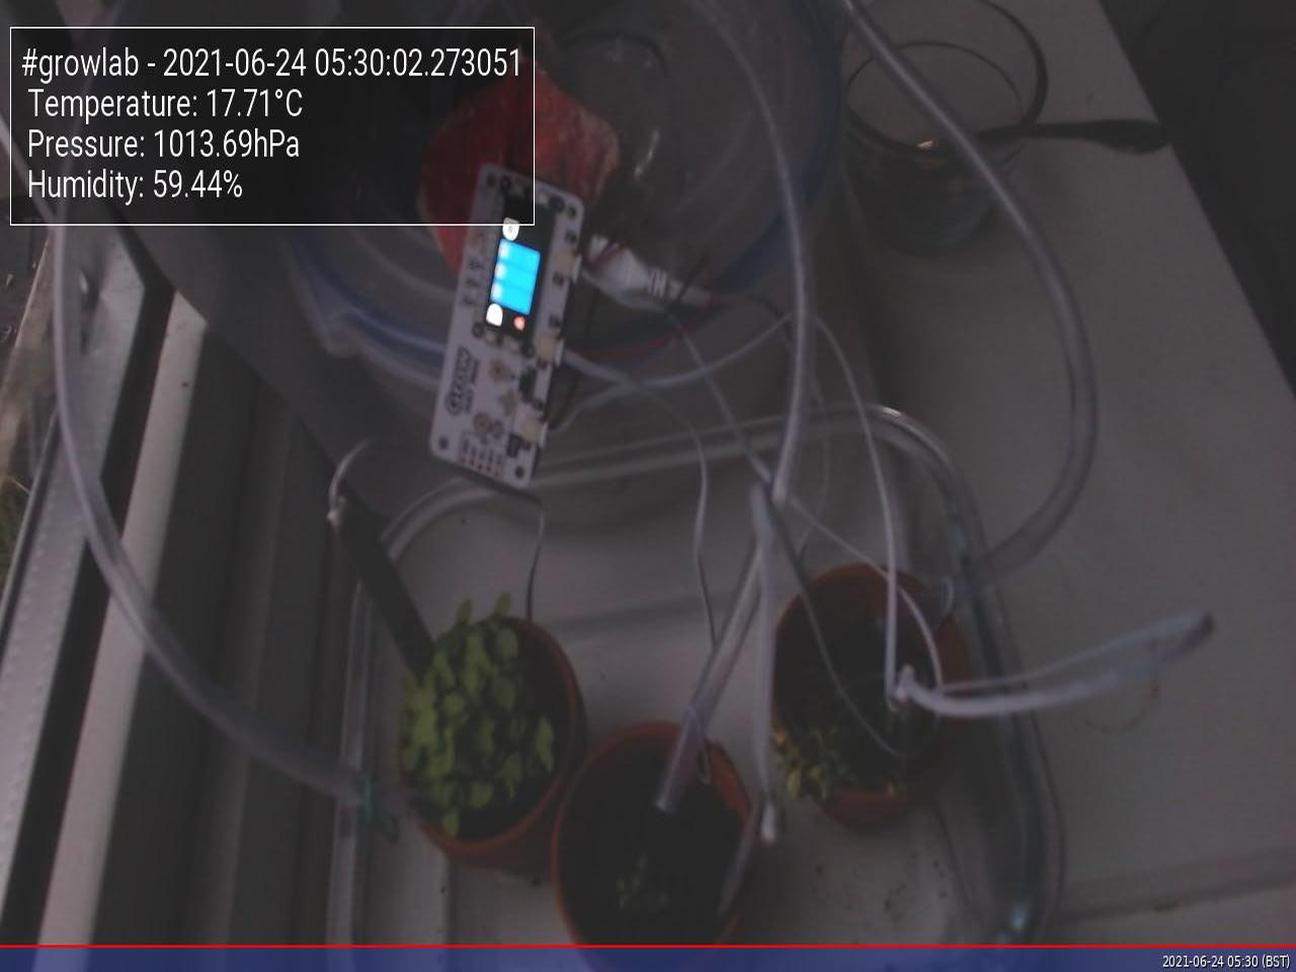 #growlab - 2021-06-24 05:30:02.273051
Temperature: 17.71°C
Pressure: 1013.69hPa
Humidity: 59.44%
GROW
2021-06-24 05:30 (BST)